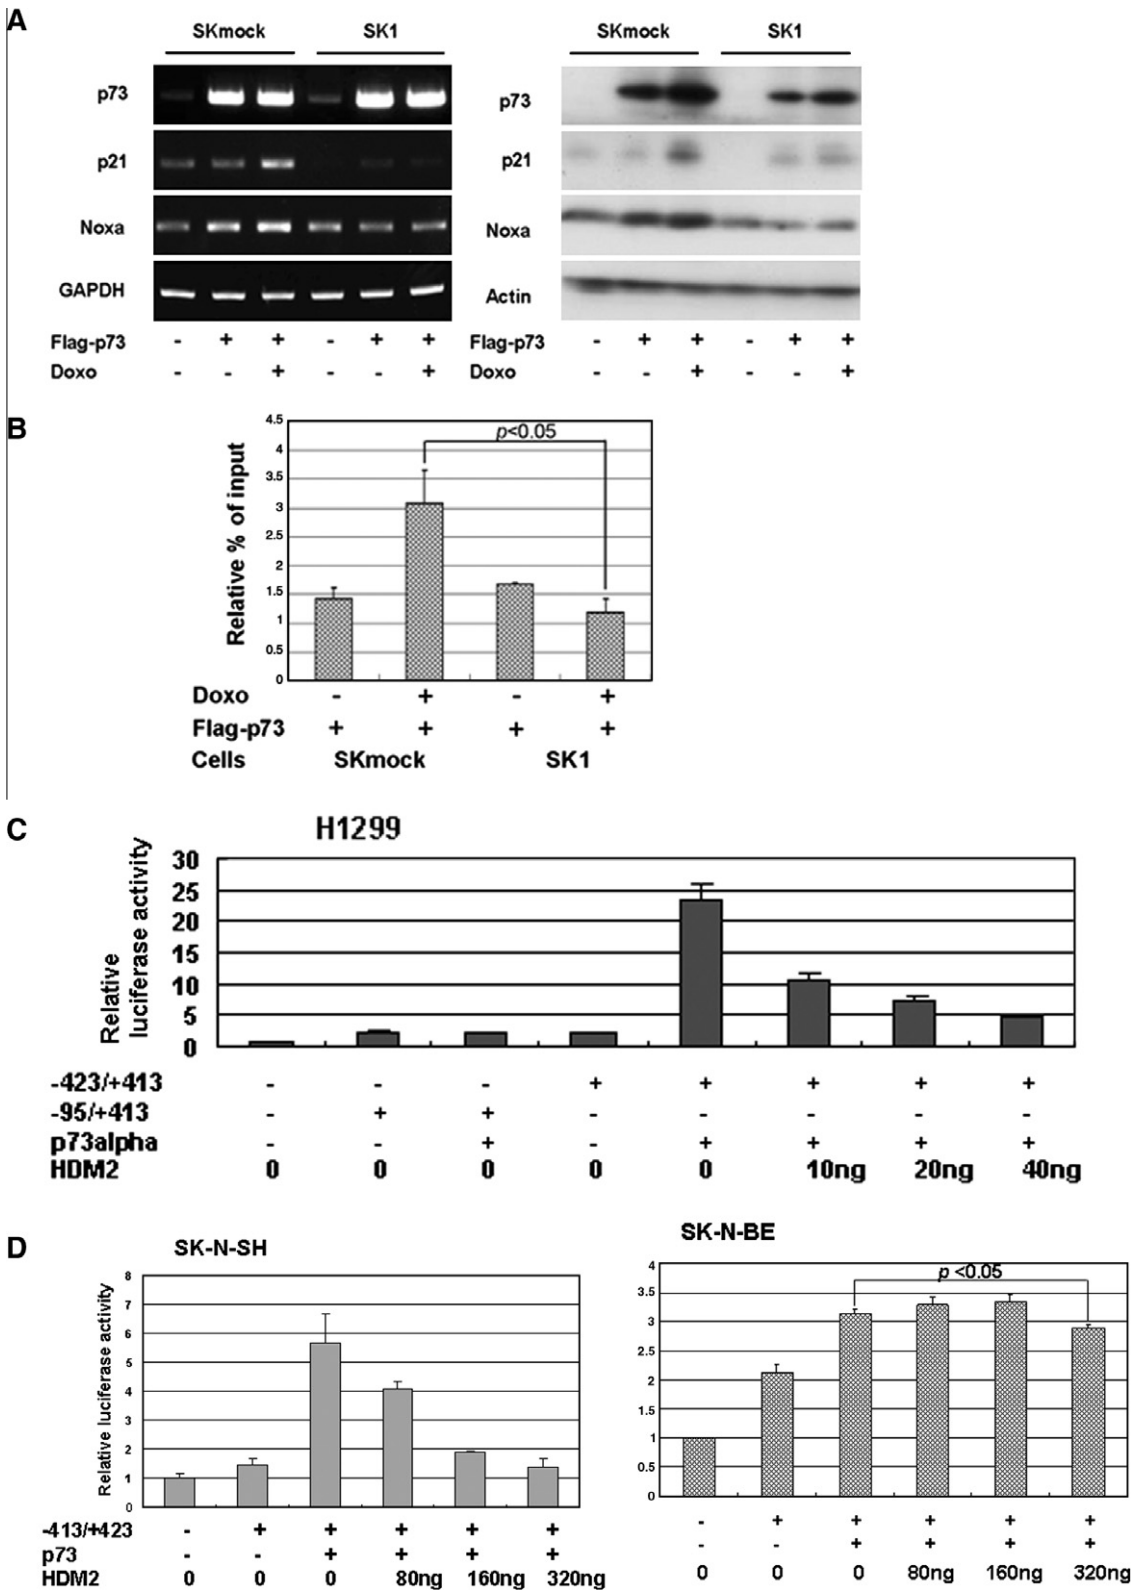 A
SKmock SK1 SKmock SK1
p73 p73
p21 p21
Noxa Noxa
GAPDH Actin
Flag-p73 - + + - + + Flag-p73 - + + - + +
Doxo - - + - - + Doxo - - + - - +
B
4.5
4
3.5
3
2.5
2
1.5
1
0.5
0
Relative % of input
p<0.05
Doxo - + - +
Flag-p73 + + + +
Cells SKmock SK1
C
H1299
Relative
luciferase activity
30
25
20
15
10
5
0
-423/+413 - - - + + + + +
-95/+413 - + + - - - - -
p73alpha - - + - + + + +
HDM2 0 0 0 0 0 10ng 20ng 40ng
D
SK-N-SH
Relative luciferase activity
8
7
6
5
4
3
2
1
0
-413/+423 - + + + + +
p73 - - + + + +
HDM2 0 0 0 80ng 160ng 320ng
SK-N-BE
4
3.5
3
2.5
2
1.5
1
0.5
0
p <0.05
- + + + + +
- - + + + +
0 0 0 80ng 160ng 320ng